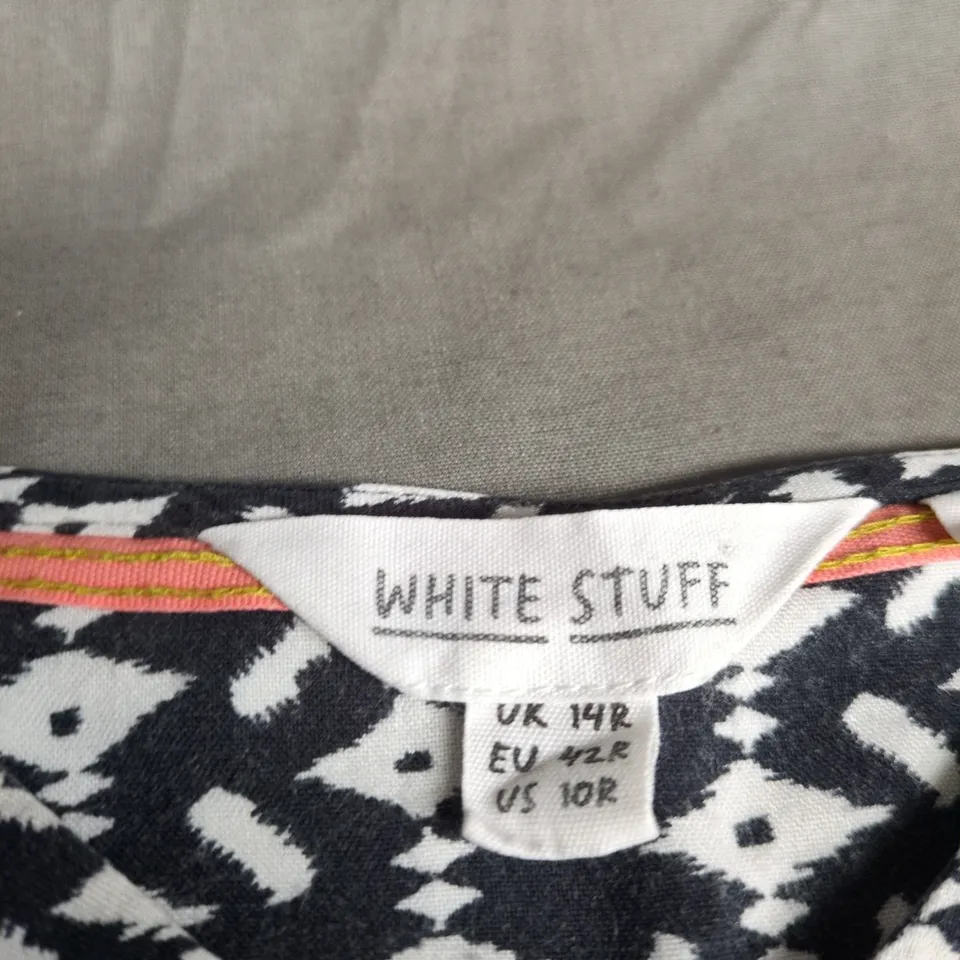 WHITE STUFF
UK 14R
EU 42R
US 10R